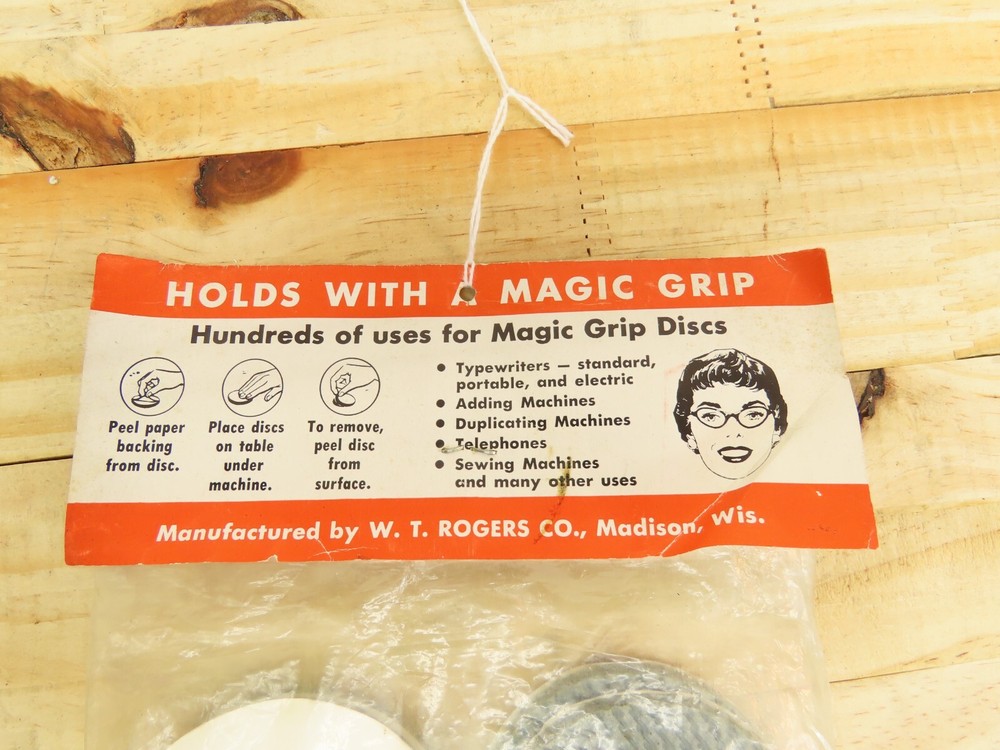 HOLDS WITH A MAGIC GRIP
Hundreds of uses for Magic Grip Discs
Peel paper
backing
from disc.
Place discs
on table
under
machine.
To remove,
peel disc
from
surface.
• Typewriters — standard,
portable, and electric
• Adding Machines
• Duplicating Machines
• Telephones
• Sewing Machines
and many other uses
Manufactured by W. T. ROGERS CO., Madison, Wis.